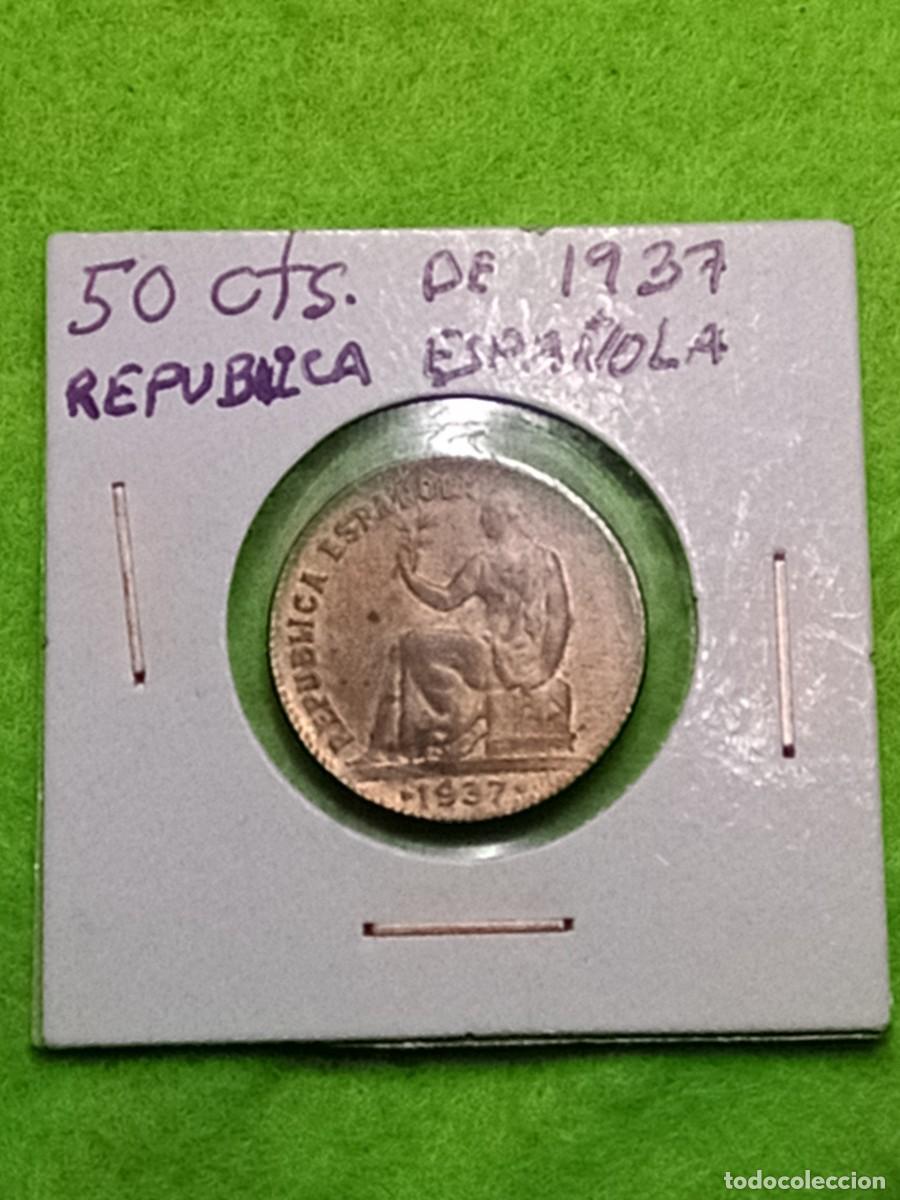 50 cts. DE 1937
REPUBLICA ESPAÑOLA
REPUBLICA ESPAÑOLA
·1937·
todocoleccion